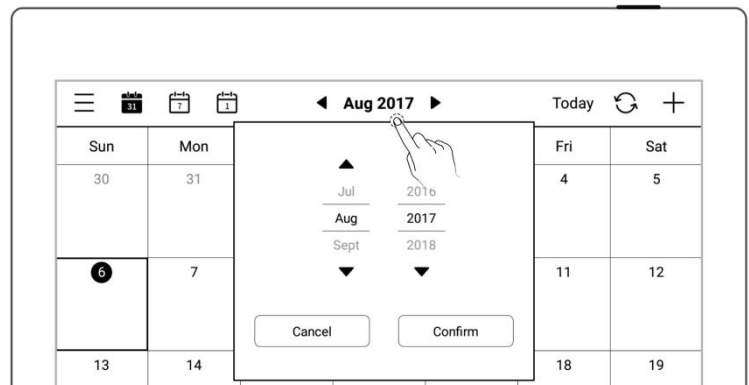 31 7 1 Aug 2017 Today
Sun Mon Fri Sat
30 31 4 5
Jul 2016
Aug 2017
Sept 2018
6 7 11 12
Cancel Confirm
13 14 18 19